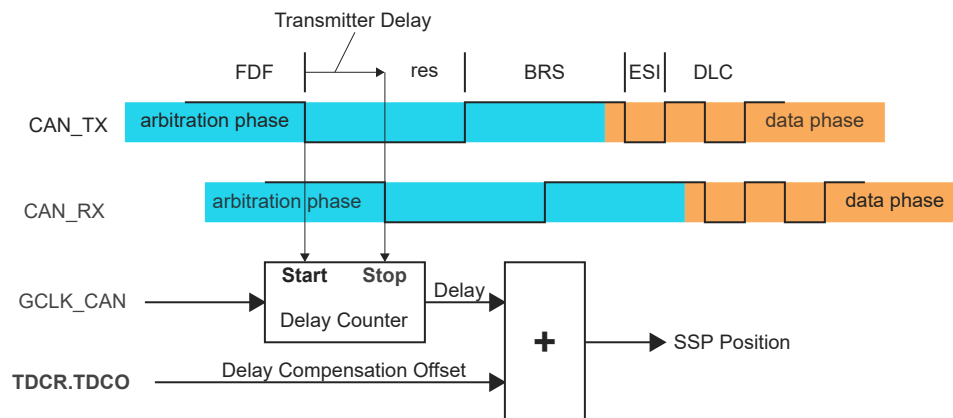 Transmitter Delay
FDF res BRS ESI DLC
CAN_TX arbitration phase data phase
CAN_RX arbitration phase data phase
Start Stop
GCLK_CAN Delay Counter Delay + SSP Position
TDCR.TDCO Delay Compensation Offset